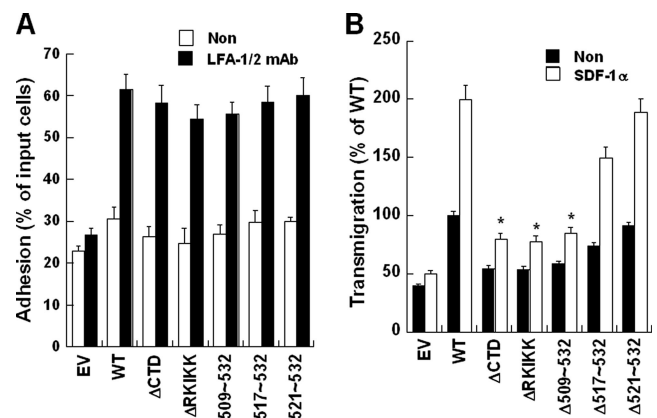 A
Non
LFA-1/2 mAb
Adhesion (% of input cells)
70
60
50
40
30
20
10
0
EV
WT
ΔCTD
ΔRKIKK
509~532
517~532
521~532
B
Non
SDF-1α
Transmigration (% of WT)
250
200
150
100
50
0
* * *
EV
WT
ΔCTD
ΔRKIKK
Δ509~532
Δ517~532
Δ521~532